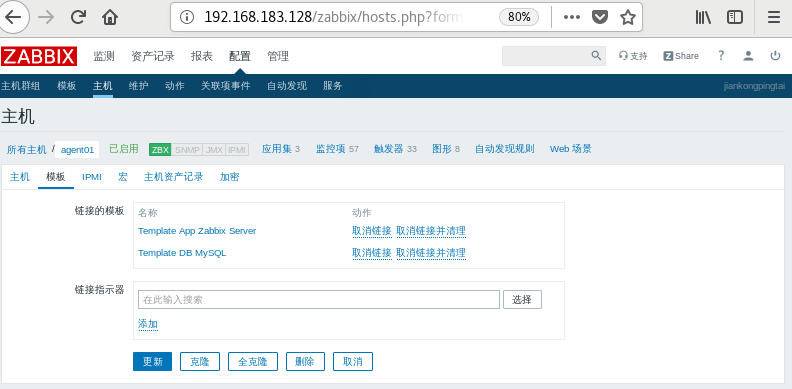 192.168.183.128/zabbix/hosts.php?form 80%
ZABBIX 监测 资产记录 报表 配置 管理 支持 Z Share ?
主机群组 模板 主机 维护 动作 关联项事件 自动发现 服务 jiankongpingtai
主机
所有主机 / agent01 已启用 ZBX SNMP JMX IPMI 应用集 3 监控项 57 触发器 33 图形 8 自动发现规则 Web 场景
主机 模板 IPMI 宏 主机资产记录 加密
链接的模板 名称 动作
Template App Zabbix Server 取消链接 取消链接并清理
Template DB MySQL 取消链接 取消链接并清理
链接指示器 在此输入搜索 选择
添加
更新 克隆 全克隆 删除 取消